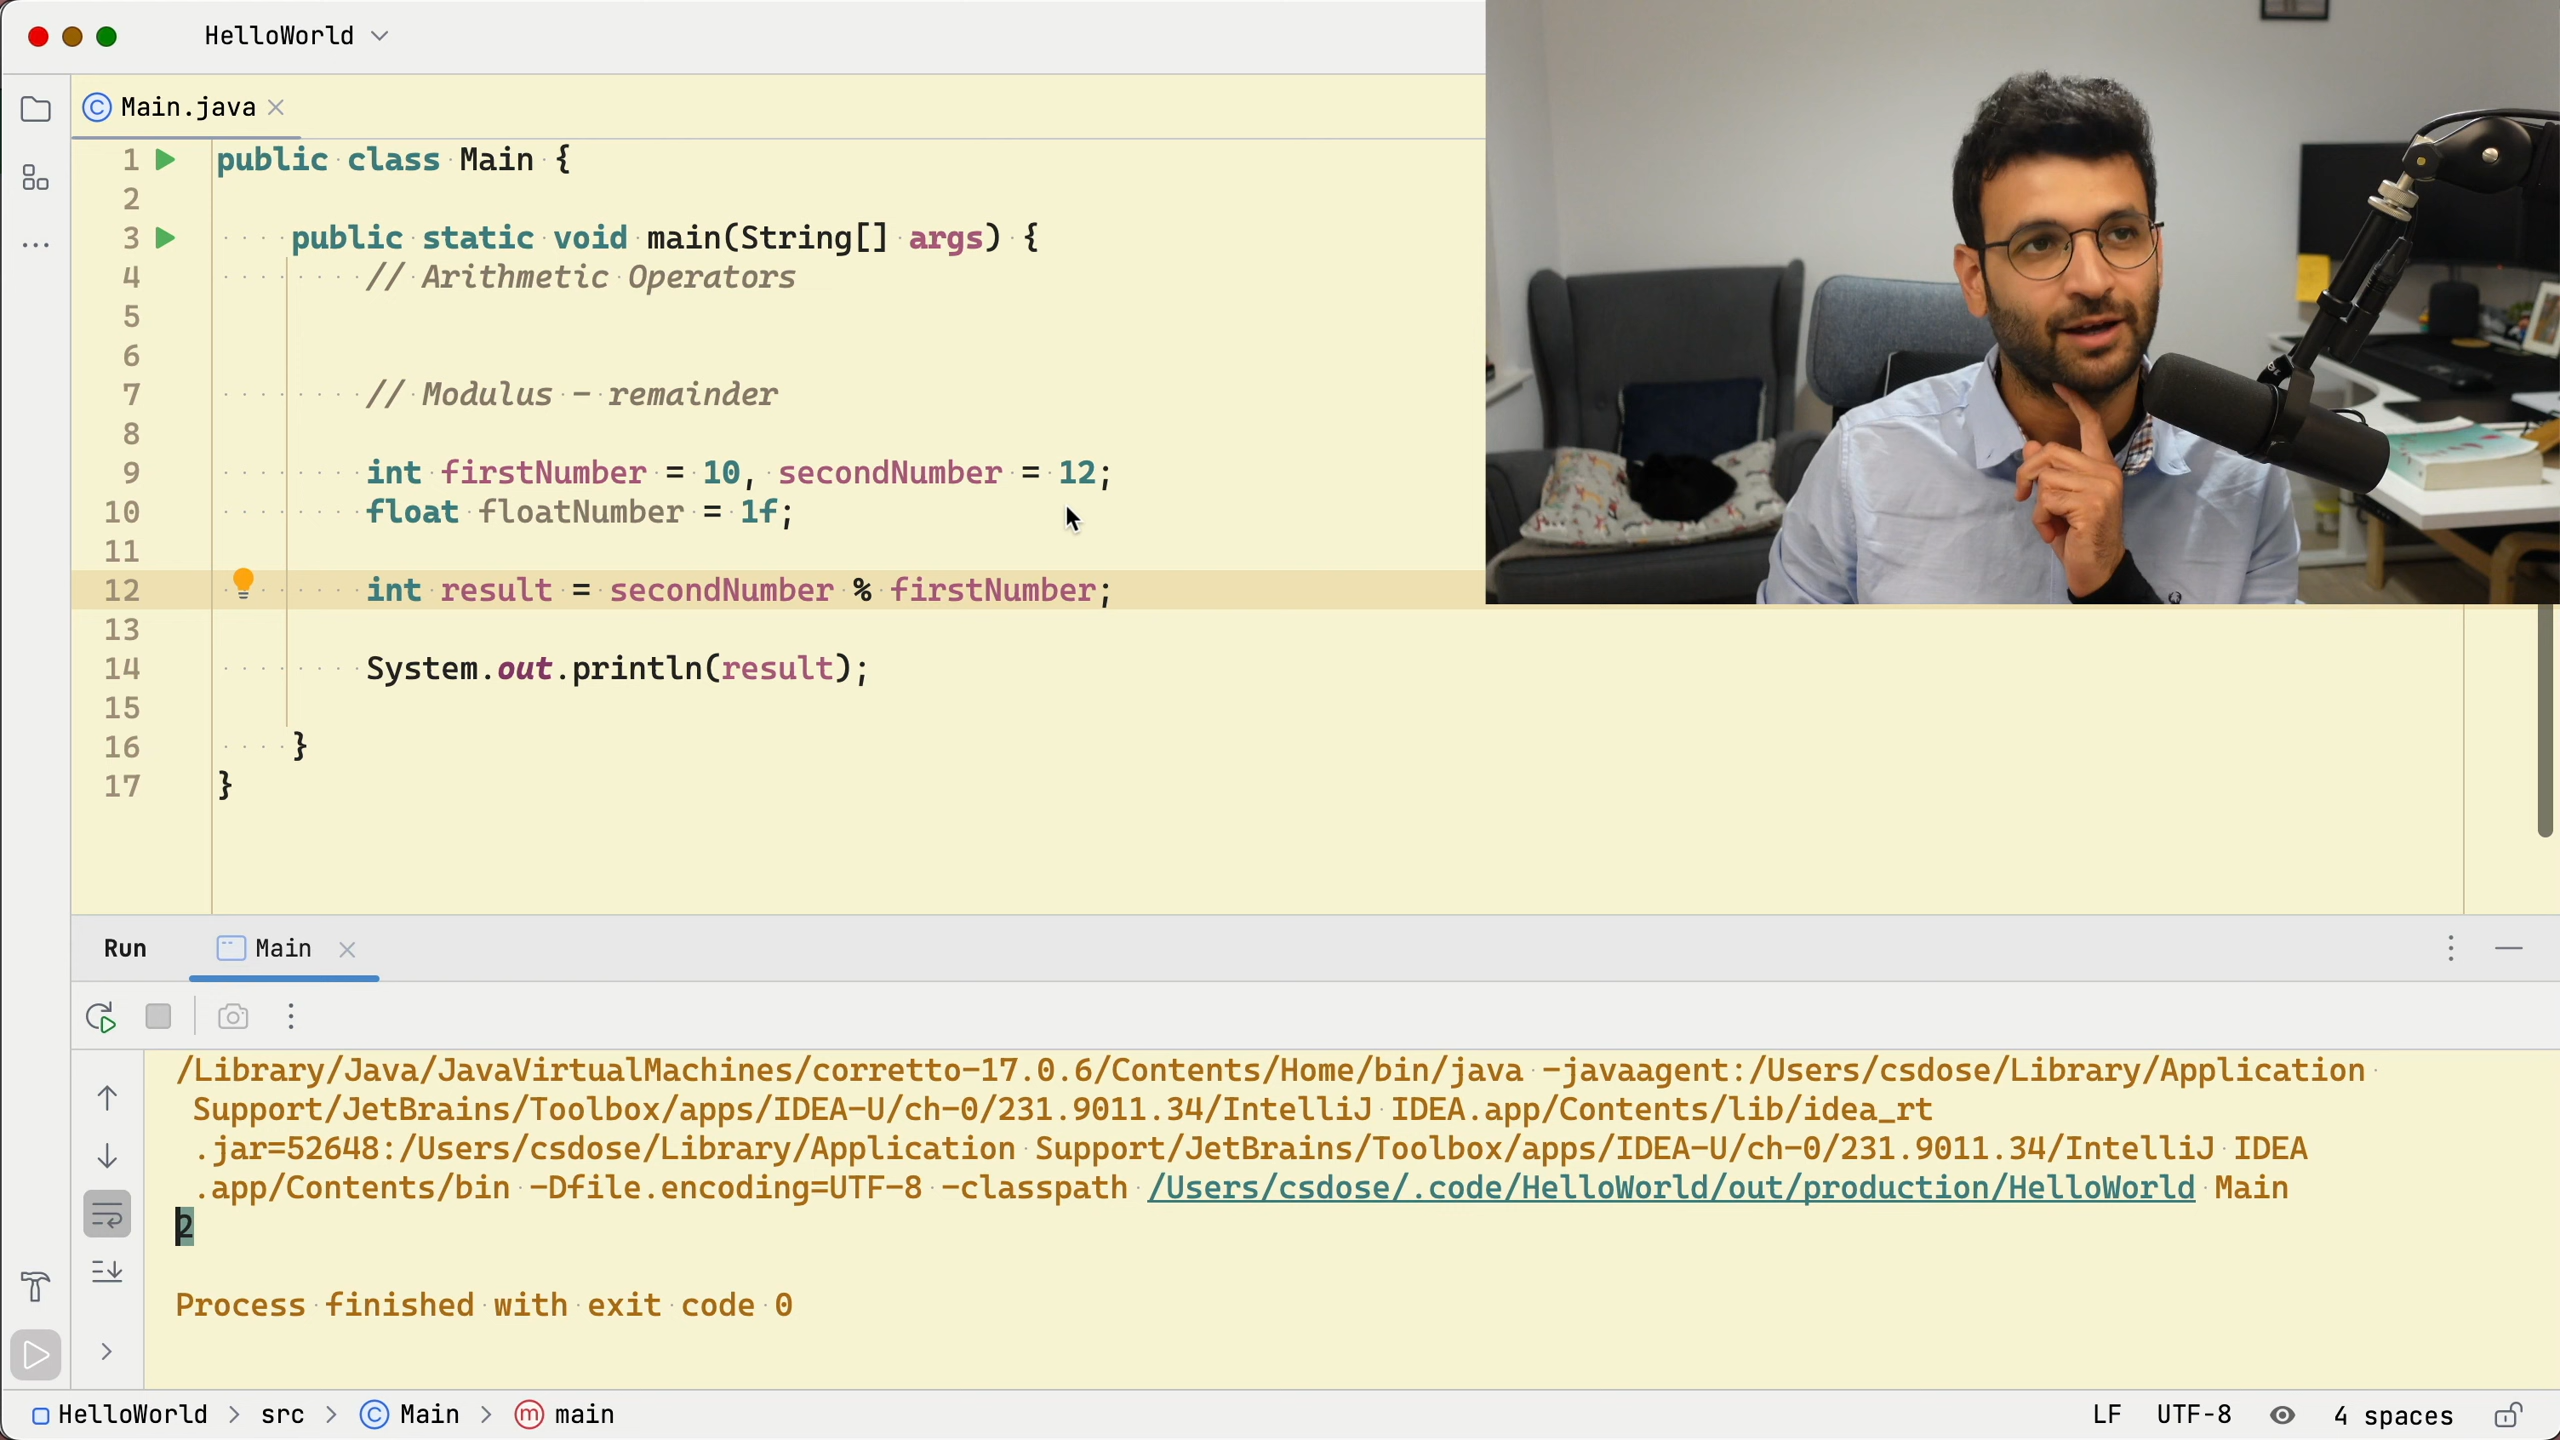 HelloWorld
Main.java
1 public class Main {
2
3 public static void main(String[] args) {
4 // Arithmetic Operators
5
6
7 // Modulus - remainder
8
9 int firstNumber = 10, secondNumber = 12;
10 float floatNumber = 1f;
11
12 int result = secondNumber % firstNumber;
13
14 System.out.println(result);
15
16 }
17 }
Run Main
/Library/Java/JavaVirtualMachines/corretto-17.0.6/Contents/Home/bin/java -javaagent:/Users/csdose/Library/Application
Support/JetBrains/Toolbox/apps/IDEA-U/ch-0/231.9011.34/IntelliJ IDEA.app/Contents/lib/idea_rt
.jar=52648:/Users/csdose/Library/Application Support/JetBrains/Toolbox/apps/IDEA-U/ch-0/231.9011.34/IntelliJ IDEA
.app/Contents/bin -Dfile.encoding=UTF-8 -classpath /Users/csdose/.code/HelloWorld/out/production/HelloWorld Main
2
Process finished with exit code 0
HelloWorld > src > Main > main LF UTF-8 4 spaces